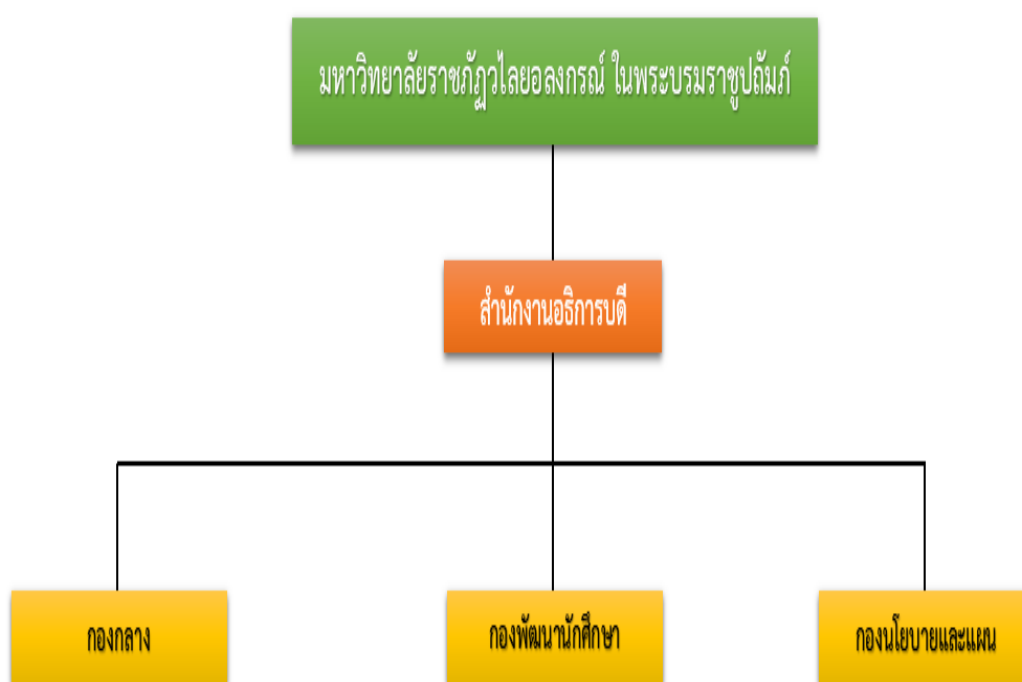 มหาวิทยาลัยราชภัฏวไลยอลงกรณ์ ในพระบรมราชูปถัมภ์
สำนักงานอธิการบดี
กองกลาง
กองพัฒนานักศึกษา
กองนโยบายและแผน